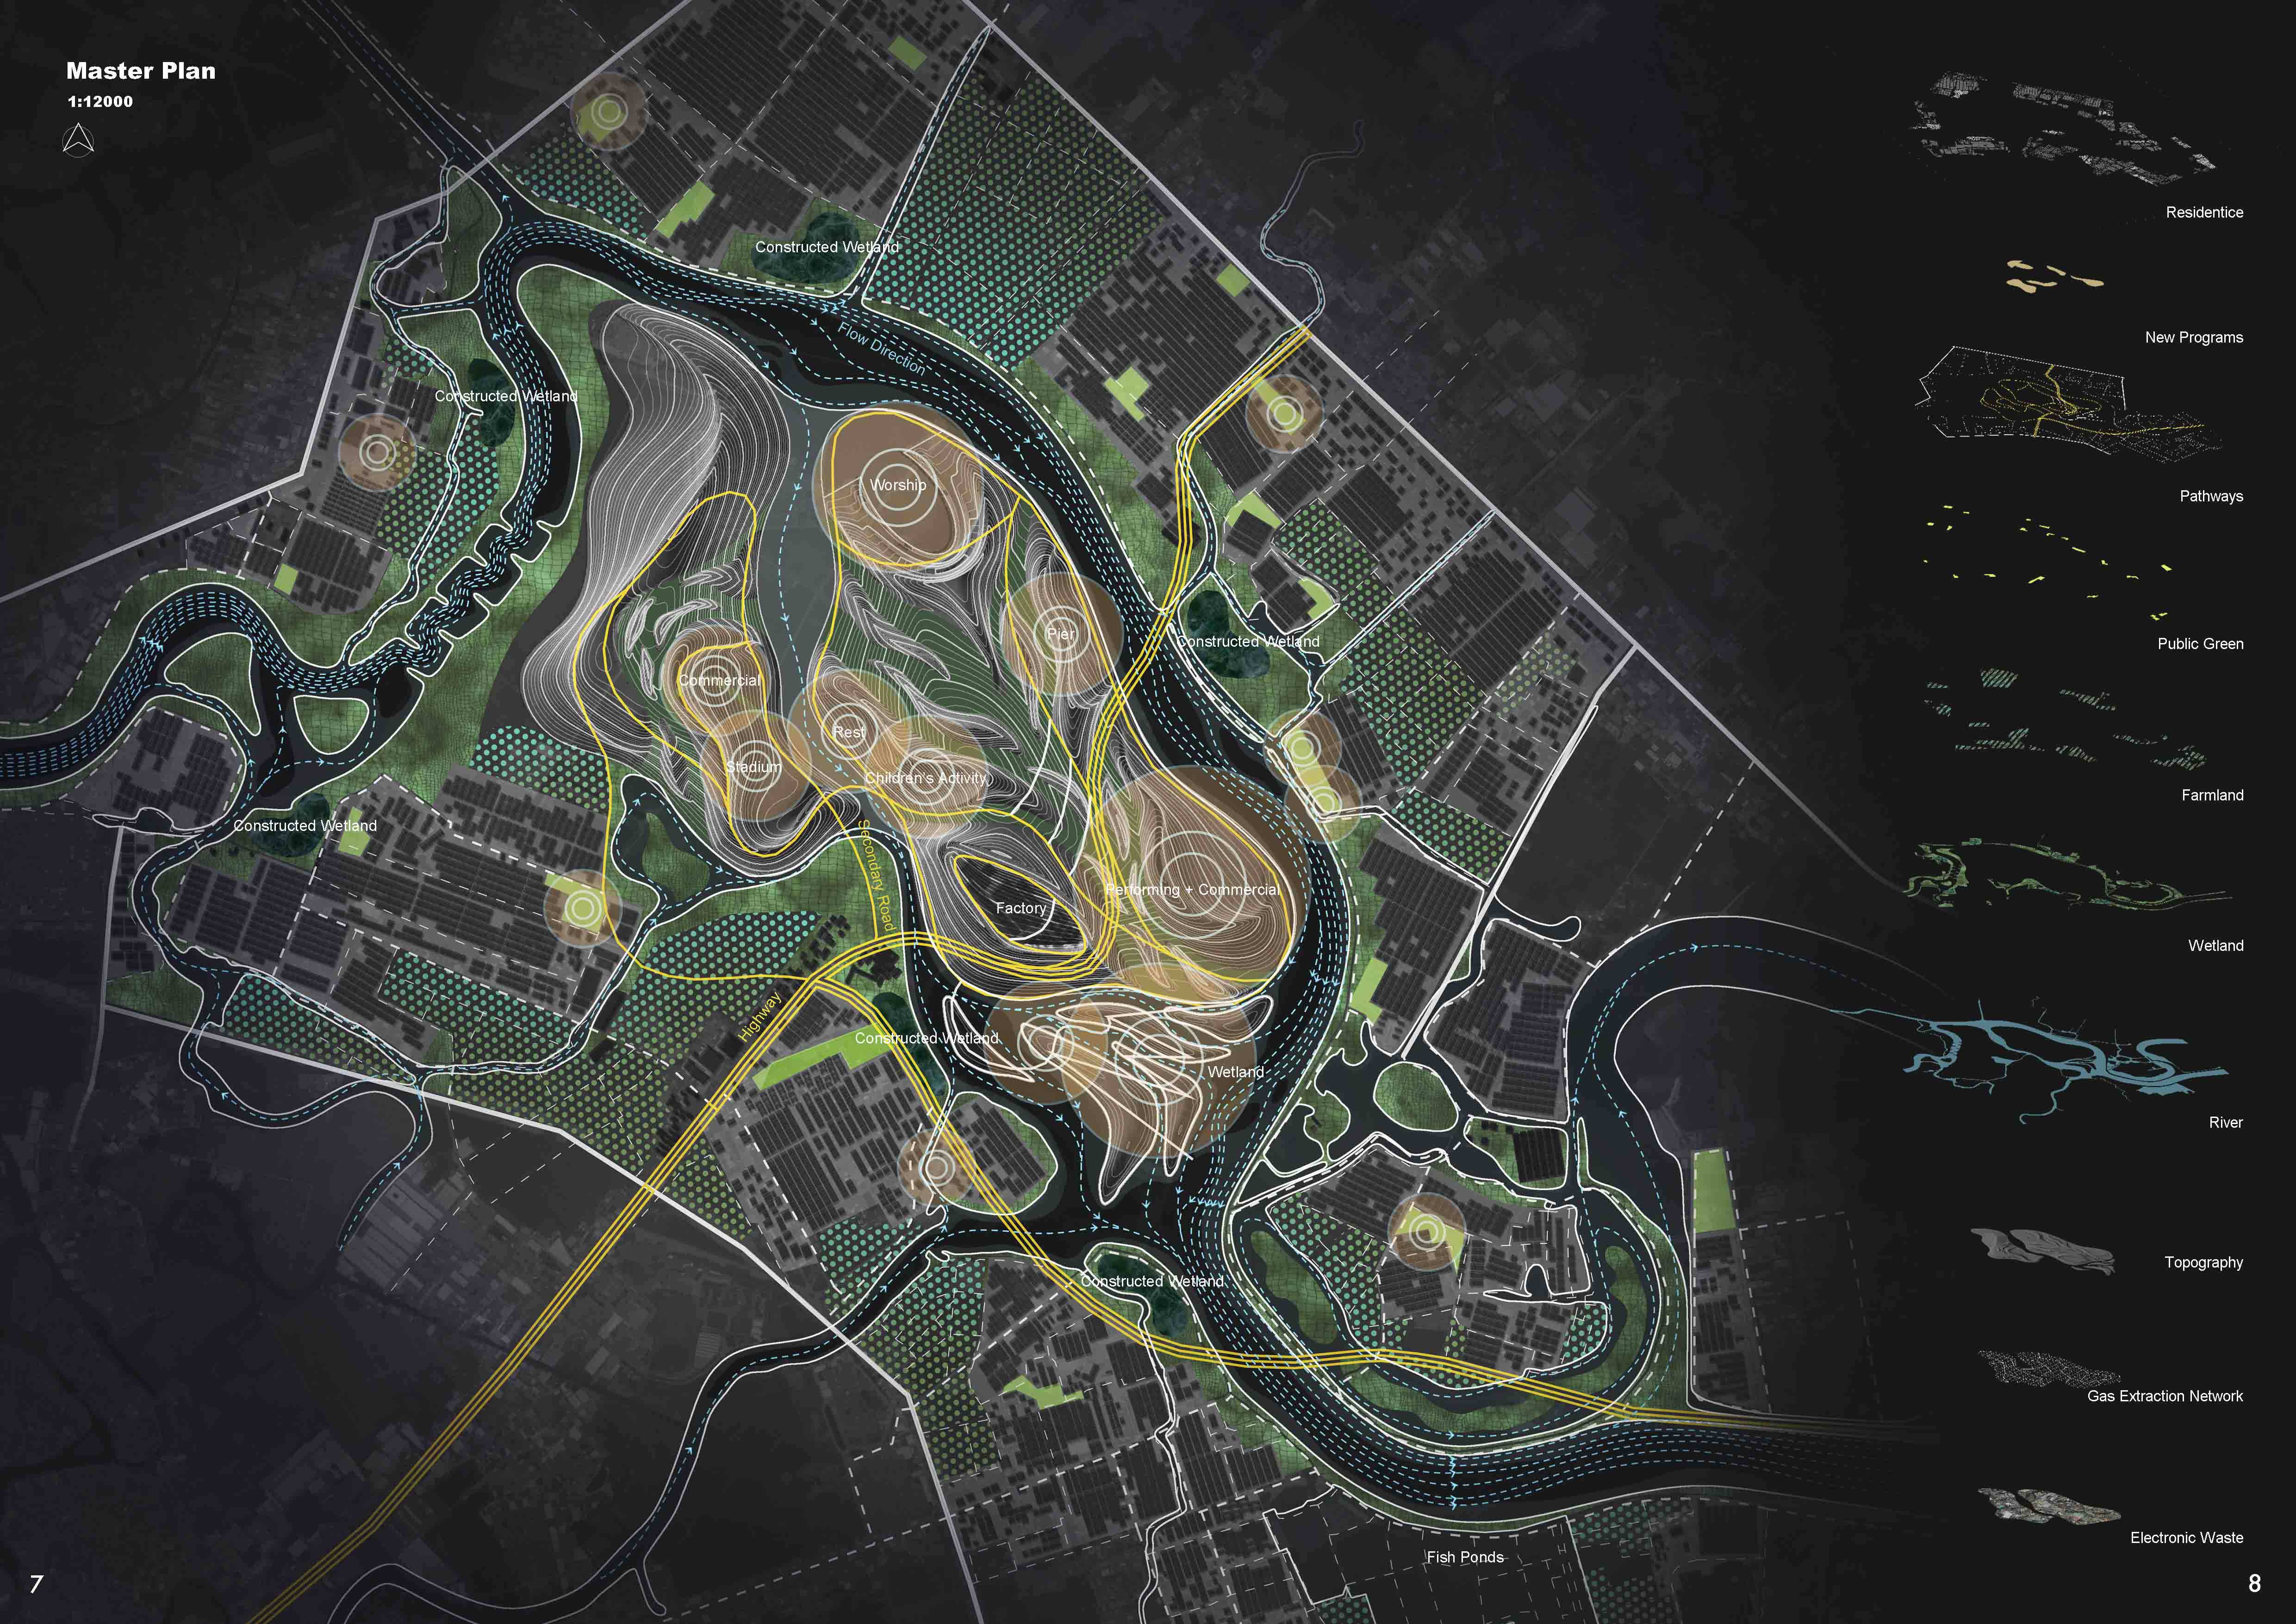 Master Plan
1:12000
Constructed Wetland
Flow Direction
Constructed Wetland
Worship
Pier
Constructed Wetland
Commercial
Rest
Stadium
Children's Activity
Constructed Wetland
Secondary Road
Performing + Commercial
Factory
Highway
Constructed Wetland
Wetland
Constructed Wetland
Fish Ponds
Residentice
New Programs
Pathways
Public Green
Farmland
Wetland
River
Topography
Gas Extraction Network
Electronic Waste
7
8